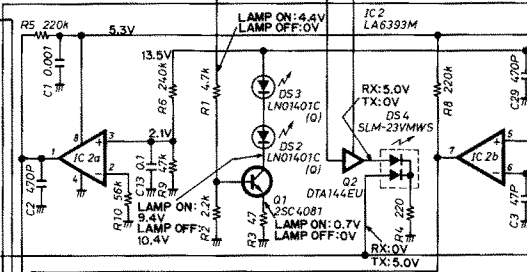 R5 220k
5.3V
LAMP ON: 4.4V
LAMP OFF: 0V
IC2
LA6393M
C1 0.001
13.5V
R6 240k
R1 4.7k
DS3
LN01401C
(Q)
RX: 5.0V
TX: 0V
DS4
SLM-23VMWS
R8 220k
C29 470P
8
3
+
2.1V
IC 2a
1
2
-
4
C2 470P
R10 56k
C13 0.1
R9 47k
DS2
LN01401C
(Q)
Q2
DTA144EU
7
IC 2b
5
+
6
-
C3 47P
LAMP ON:
9.4V
LAMP OFF:
10.4V
R2 2.2k
R3 47
Q1
2SC4081
LAMP ON: 0.7V
LAMP OFF: 0V
R4 220
RX: 0V
TX: 5.0V